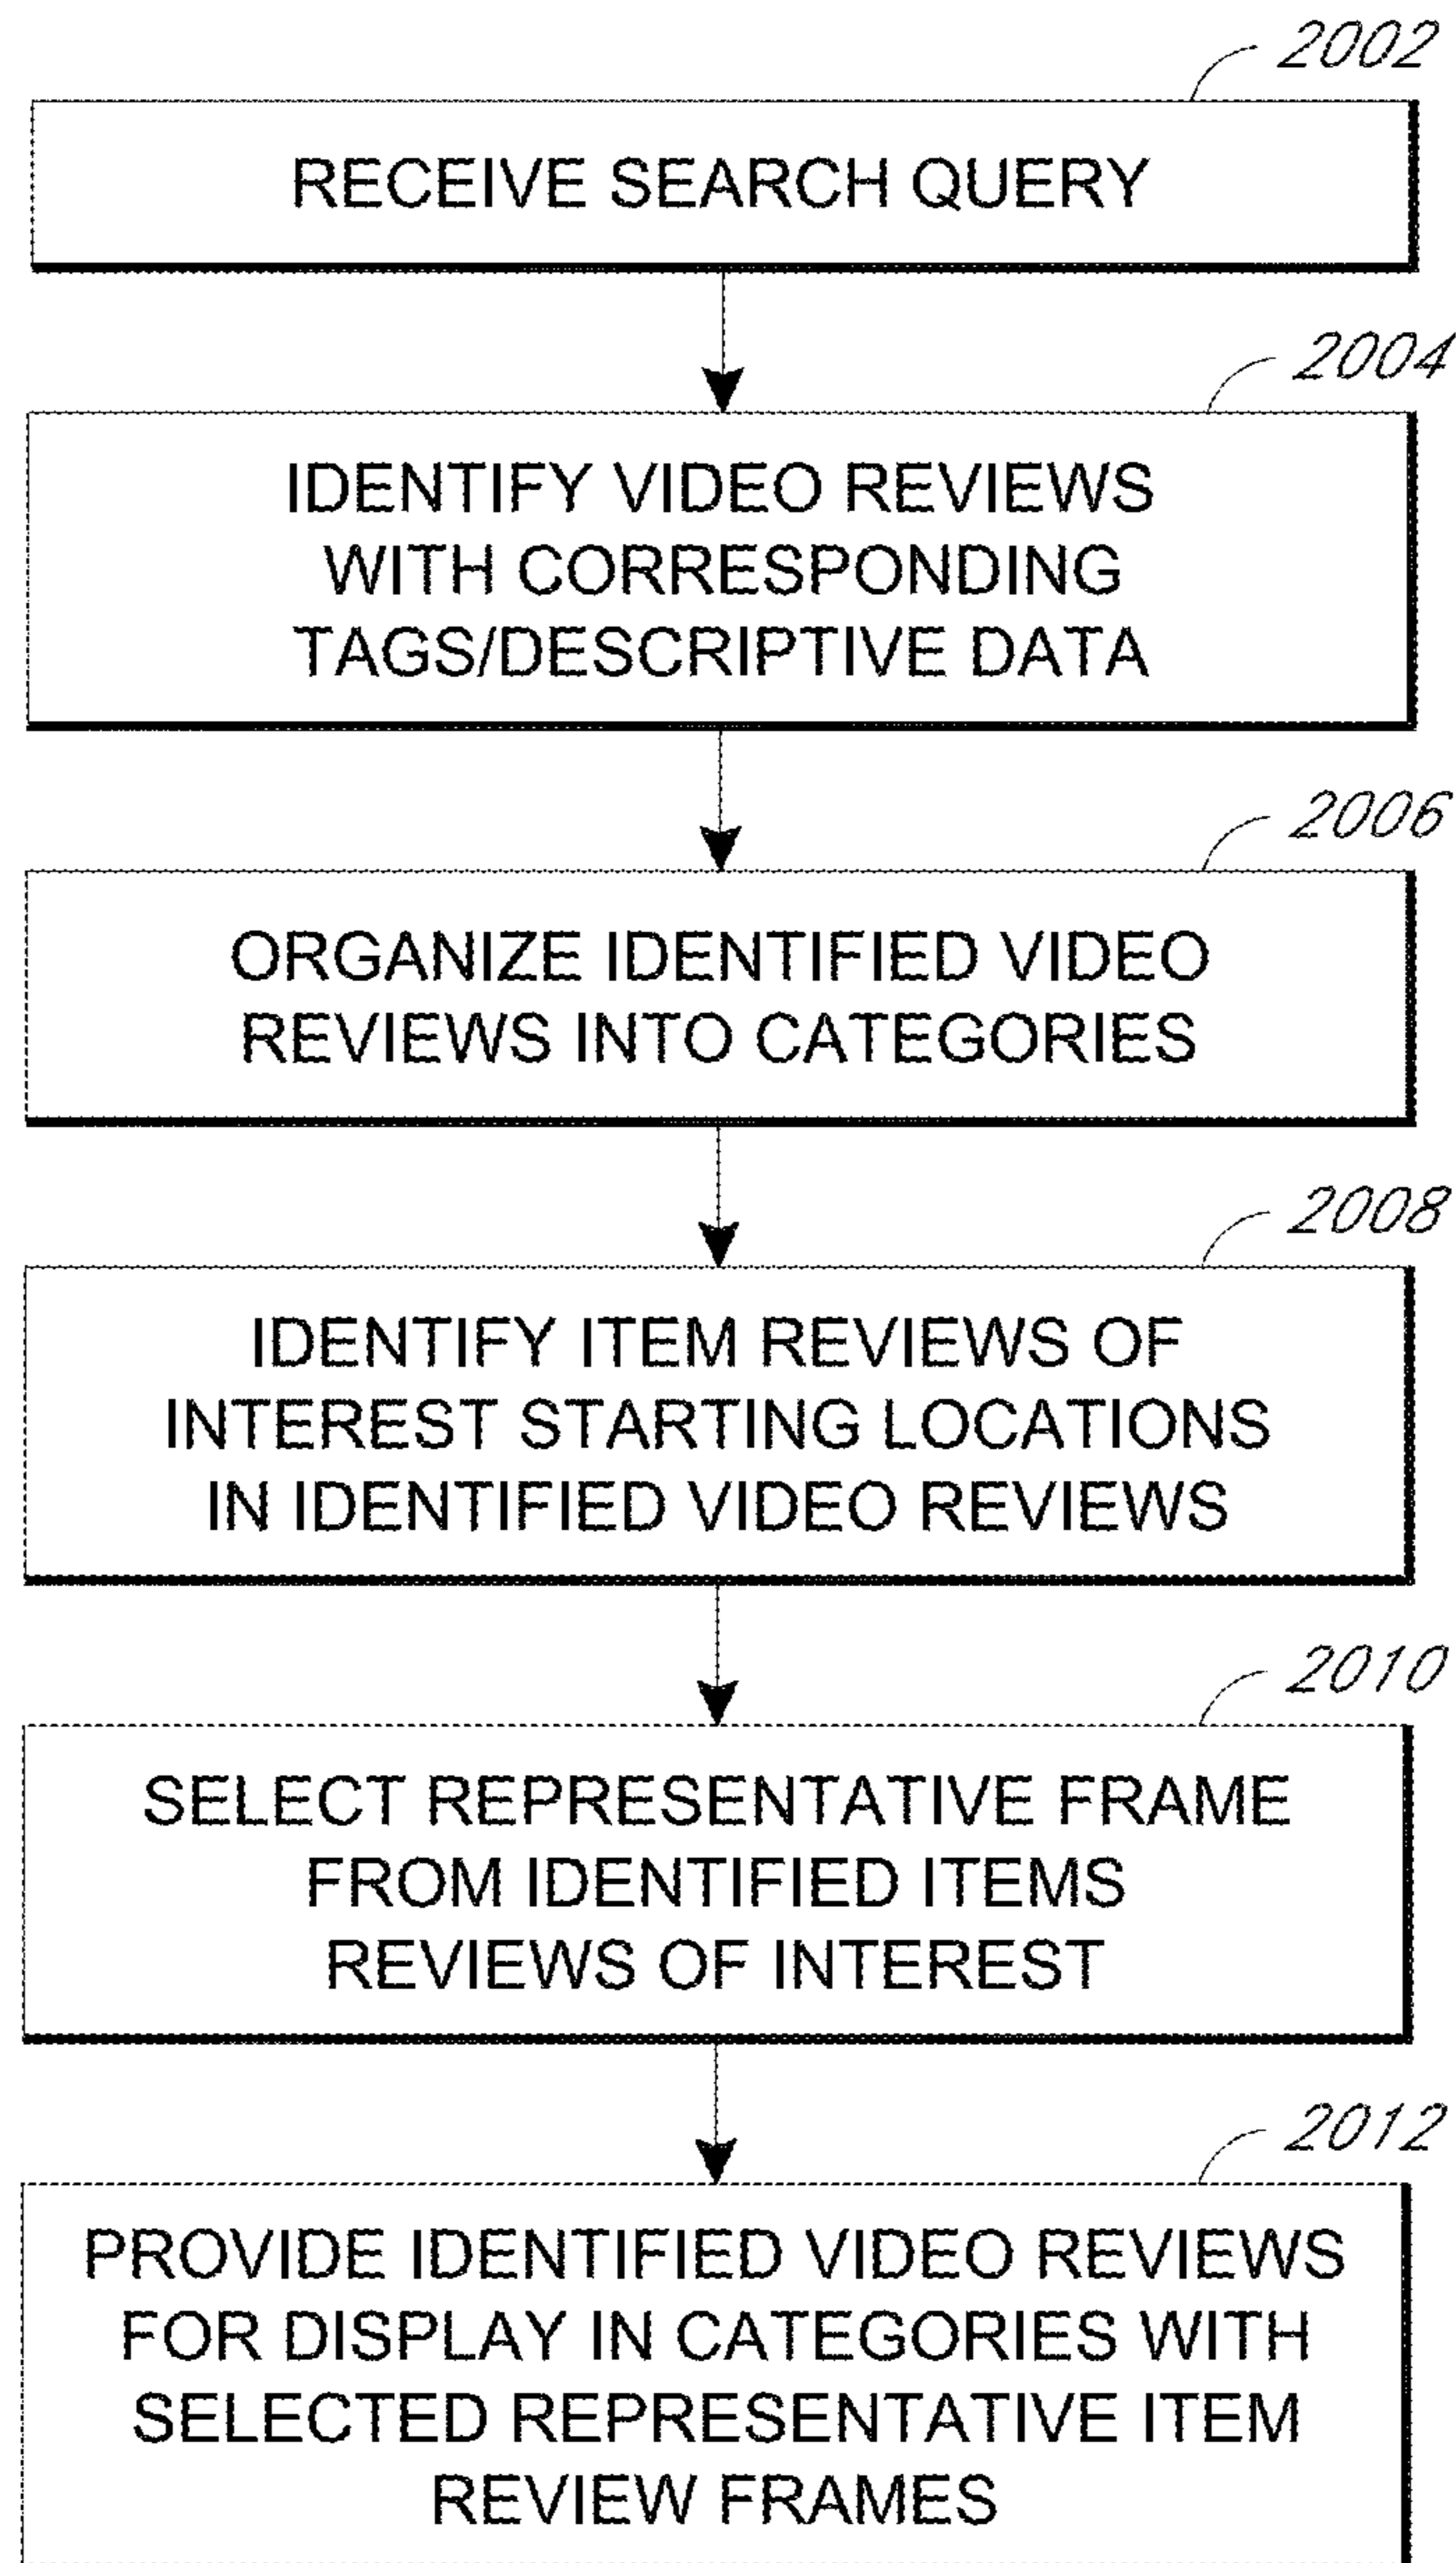 2002
RECEIVE SEARCH QUERY
2004
IDENTIFY VIDEO REVIEWS
WITH CORRESPONDING
TAGS/DESCRIPTIVE DATA
2006
ORGANIZE IDENTIFIED VIDEO
REVIEWS INTO CATEGORIES
2008
IDENTIFY ITEM REVIEWS OF
INTEREST STARTING LOCATIONS
IN IDENTIFIED VIDEO REVIEWS
2010
SELECT REPRESENTATIVE FRAME
FROM IDENTIFIED ITEMS
REVIEWS OF INTEREST
2012
PROVIDE IDENTIFIED VIDEO REVIEWS
FOR DISPLAY IN CATEGORIES WITH
SELECTED REPRESENTATIVE ITEM
REVIEW FRAMES